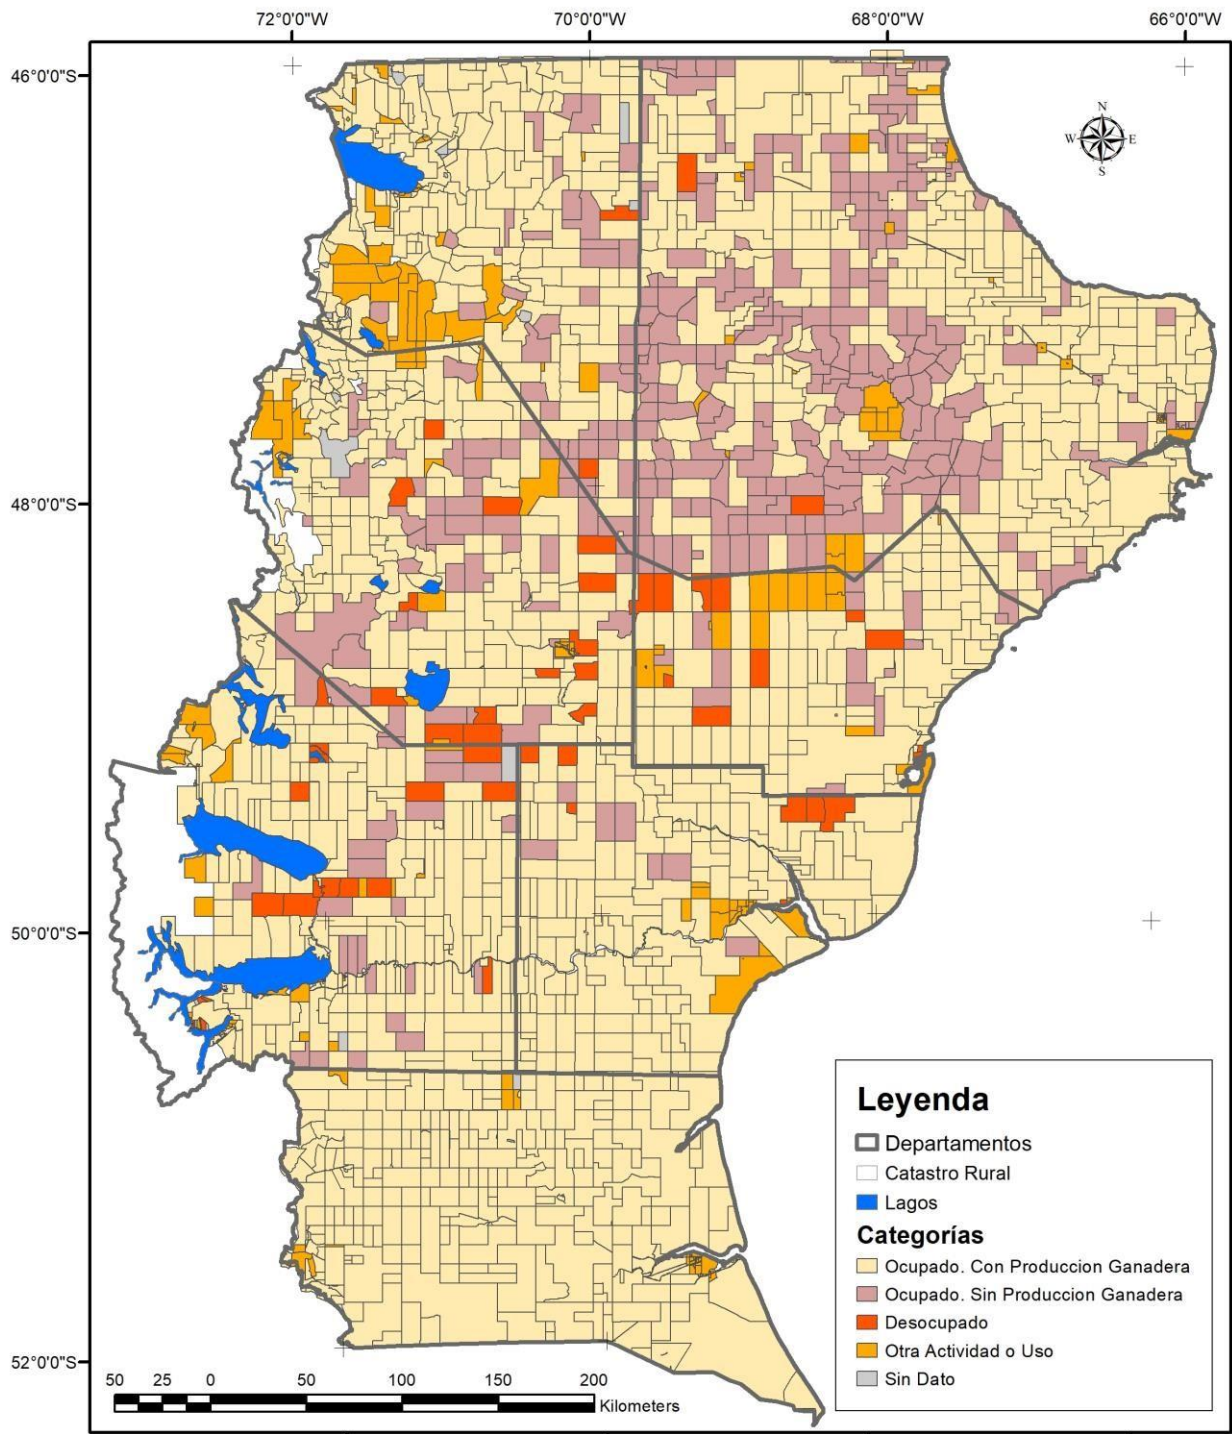 72°0'0"W 70°0'0"W 68°0'0"W 66°0'0"W
46°0'0"S
N
W E
S
48°0'0"S
50°0'0"S
52°0'0"S
Leyenda
Departamentos
Catastro Rural
Lagos
Categorías
Ocupado. Con Produccion Ganadera
Ocupado. Sin Produccion Ganadera
Desocupado
Otra Actividad o Uso
Sin Dato
50 25 0 50 100 150 200
Kilometers